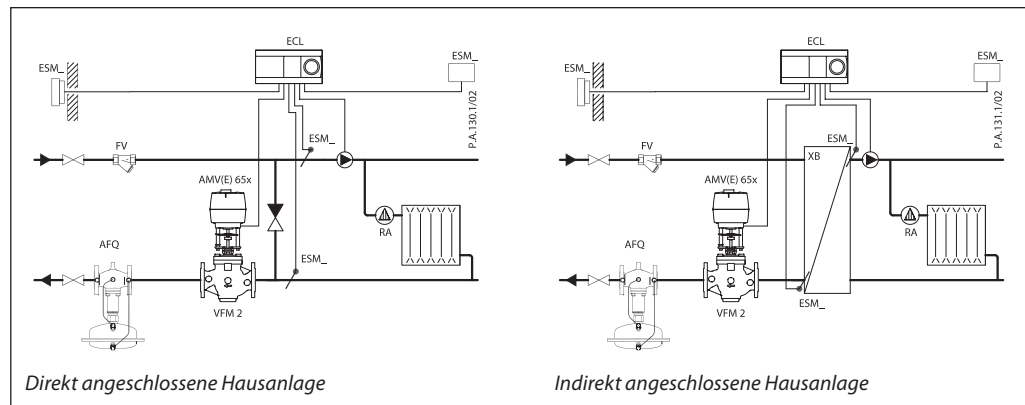 ECL
ESM_
ESM_
P.A.130.1/02
FV
ESM_
AMV(E) 65x
RA
AFQ
ESM_
VFM 2
Direkt angeschlossene Hausanlage
ECL
ESM_
ESM_
P.A.131.1/02
FV
ESM_
XB
AMV(E) 65x
RA
AFQ
ESM_
VFM 2
Indirekt angeschlossene Hausanlage